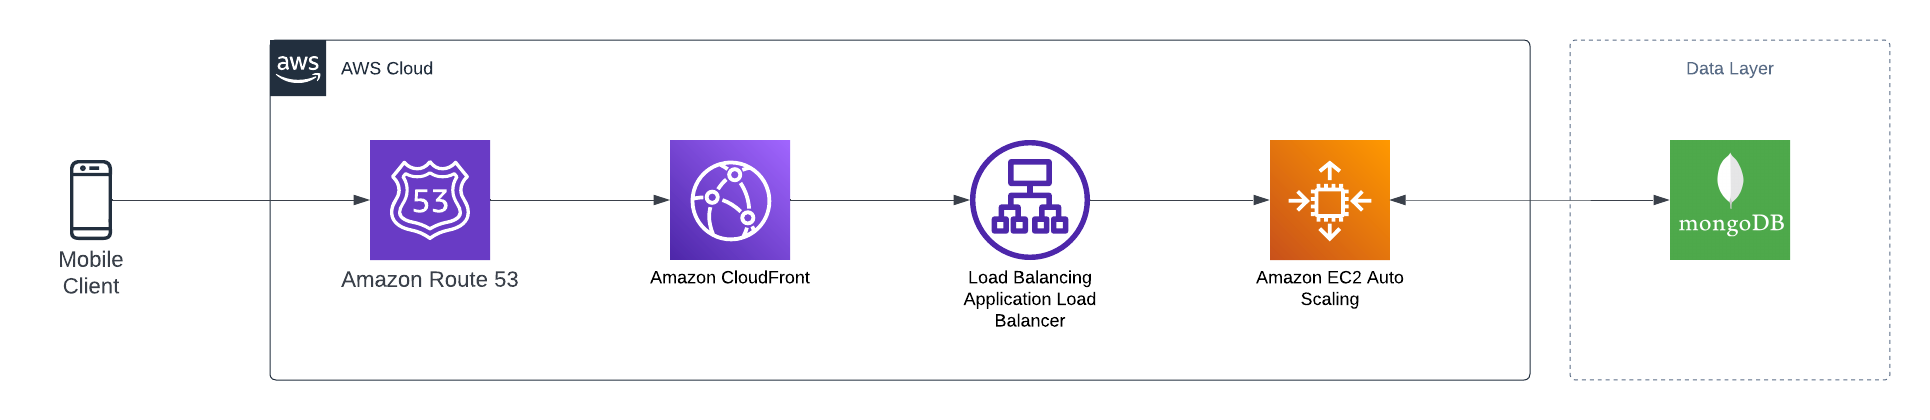 aws
AWS Cloud
Data Layer
53
mongoDB
Mobile
Client
Amazon Route 53
Amazon CloudFront
Load Balancing
Application Load
Balancer
Amazon EC2 Auto
Scaling